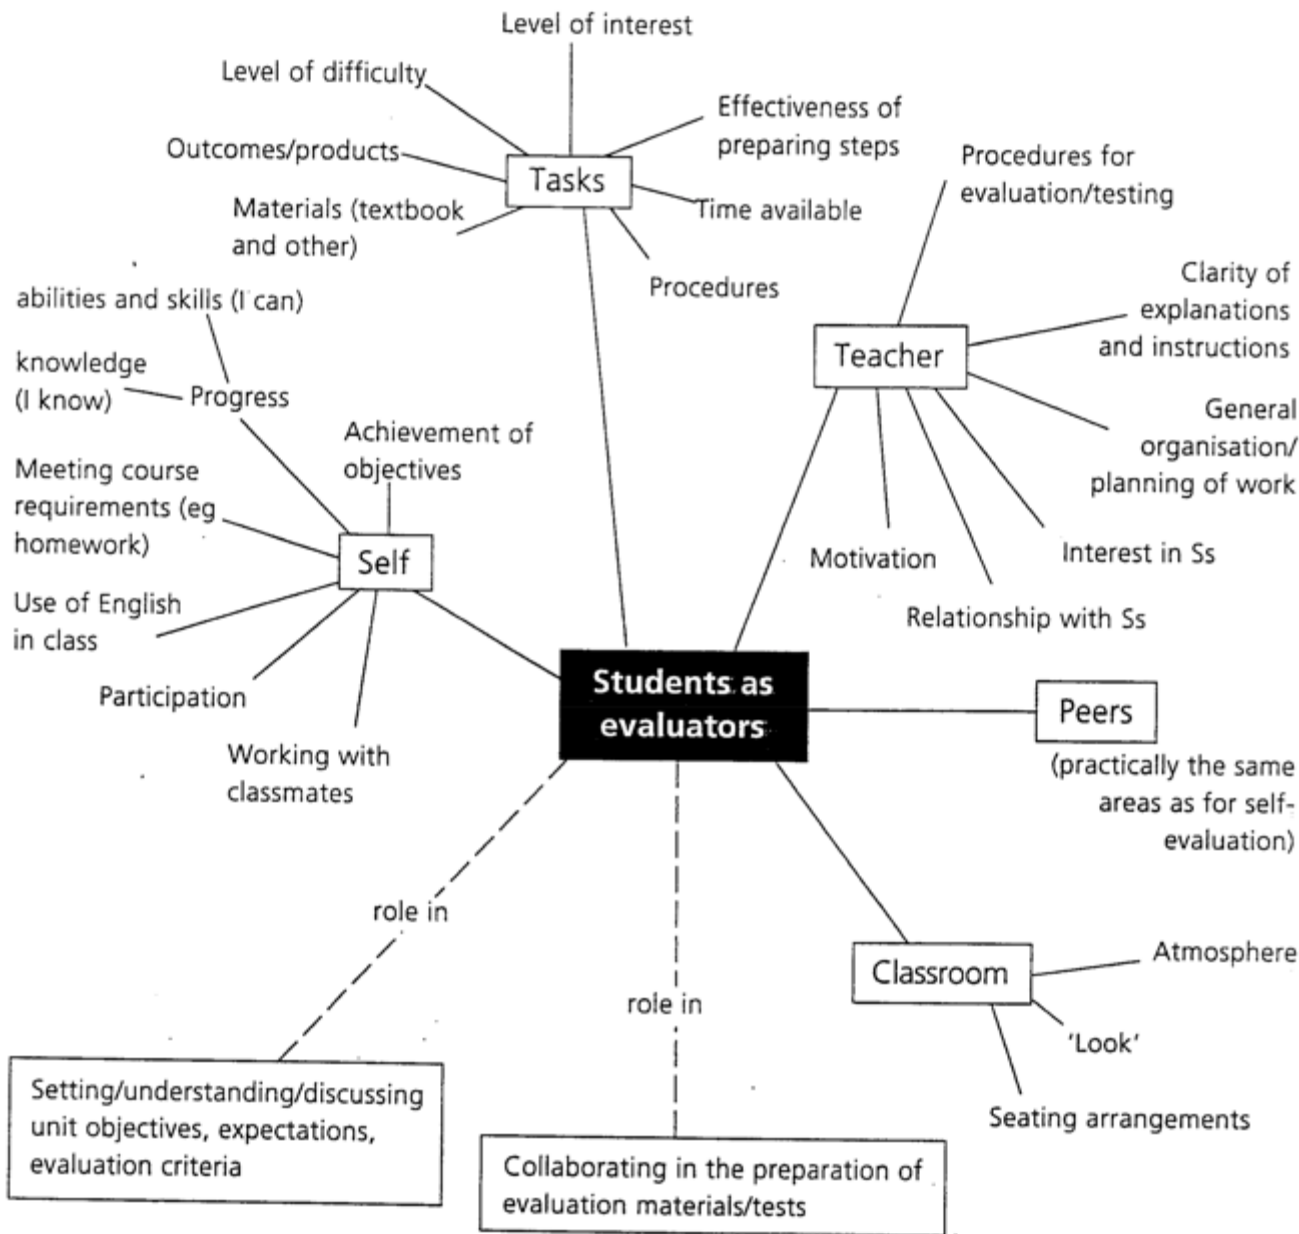 Level of interest
Level of difficulty
Effectiveness of
preparing steps
Outcomes/products
Tasks
Materials (textbook
and other)
Time available
Procedures
Procedures for
evaluation/testing
Clarity of
explanations
and instructions
Teacher
General
organisation/
planning of work
Interest in Ss
Motivation
Relationship with Ss
abilities and skills (I can)
knowledge
(I know)
Progress
Achievement of
objectives
Meeting course
requirements (eg
homework)
Self
Use of English
in class
Participation
Working with
classmates
Students as
evaluators
Peers
(practically the same
areas as for self-
evaluation)
role in
role in
Classroom
Atmosphere
'Look'
Seating arrangements
Setting/understanding/discussing
unit objectives, expectations,
evaluation criteria
Collaborating in the preparation of
evaluation materials/tests